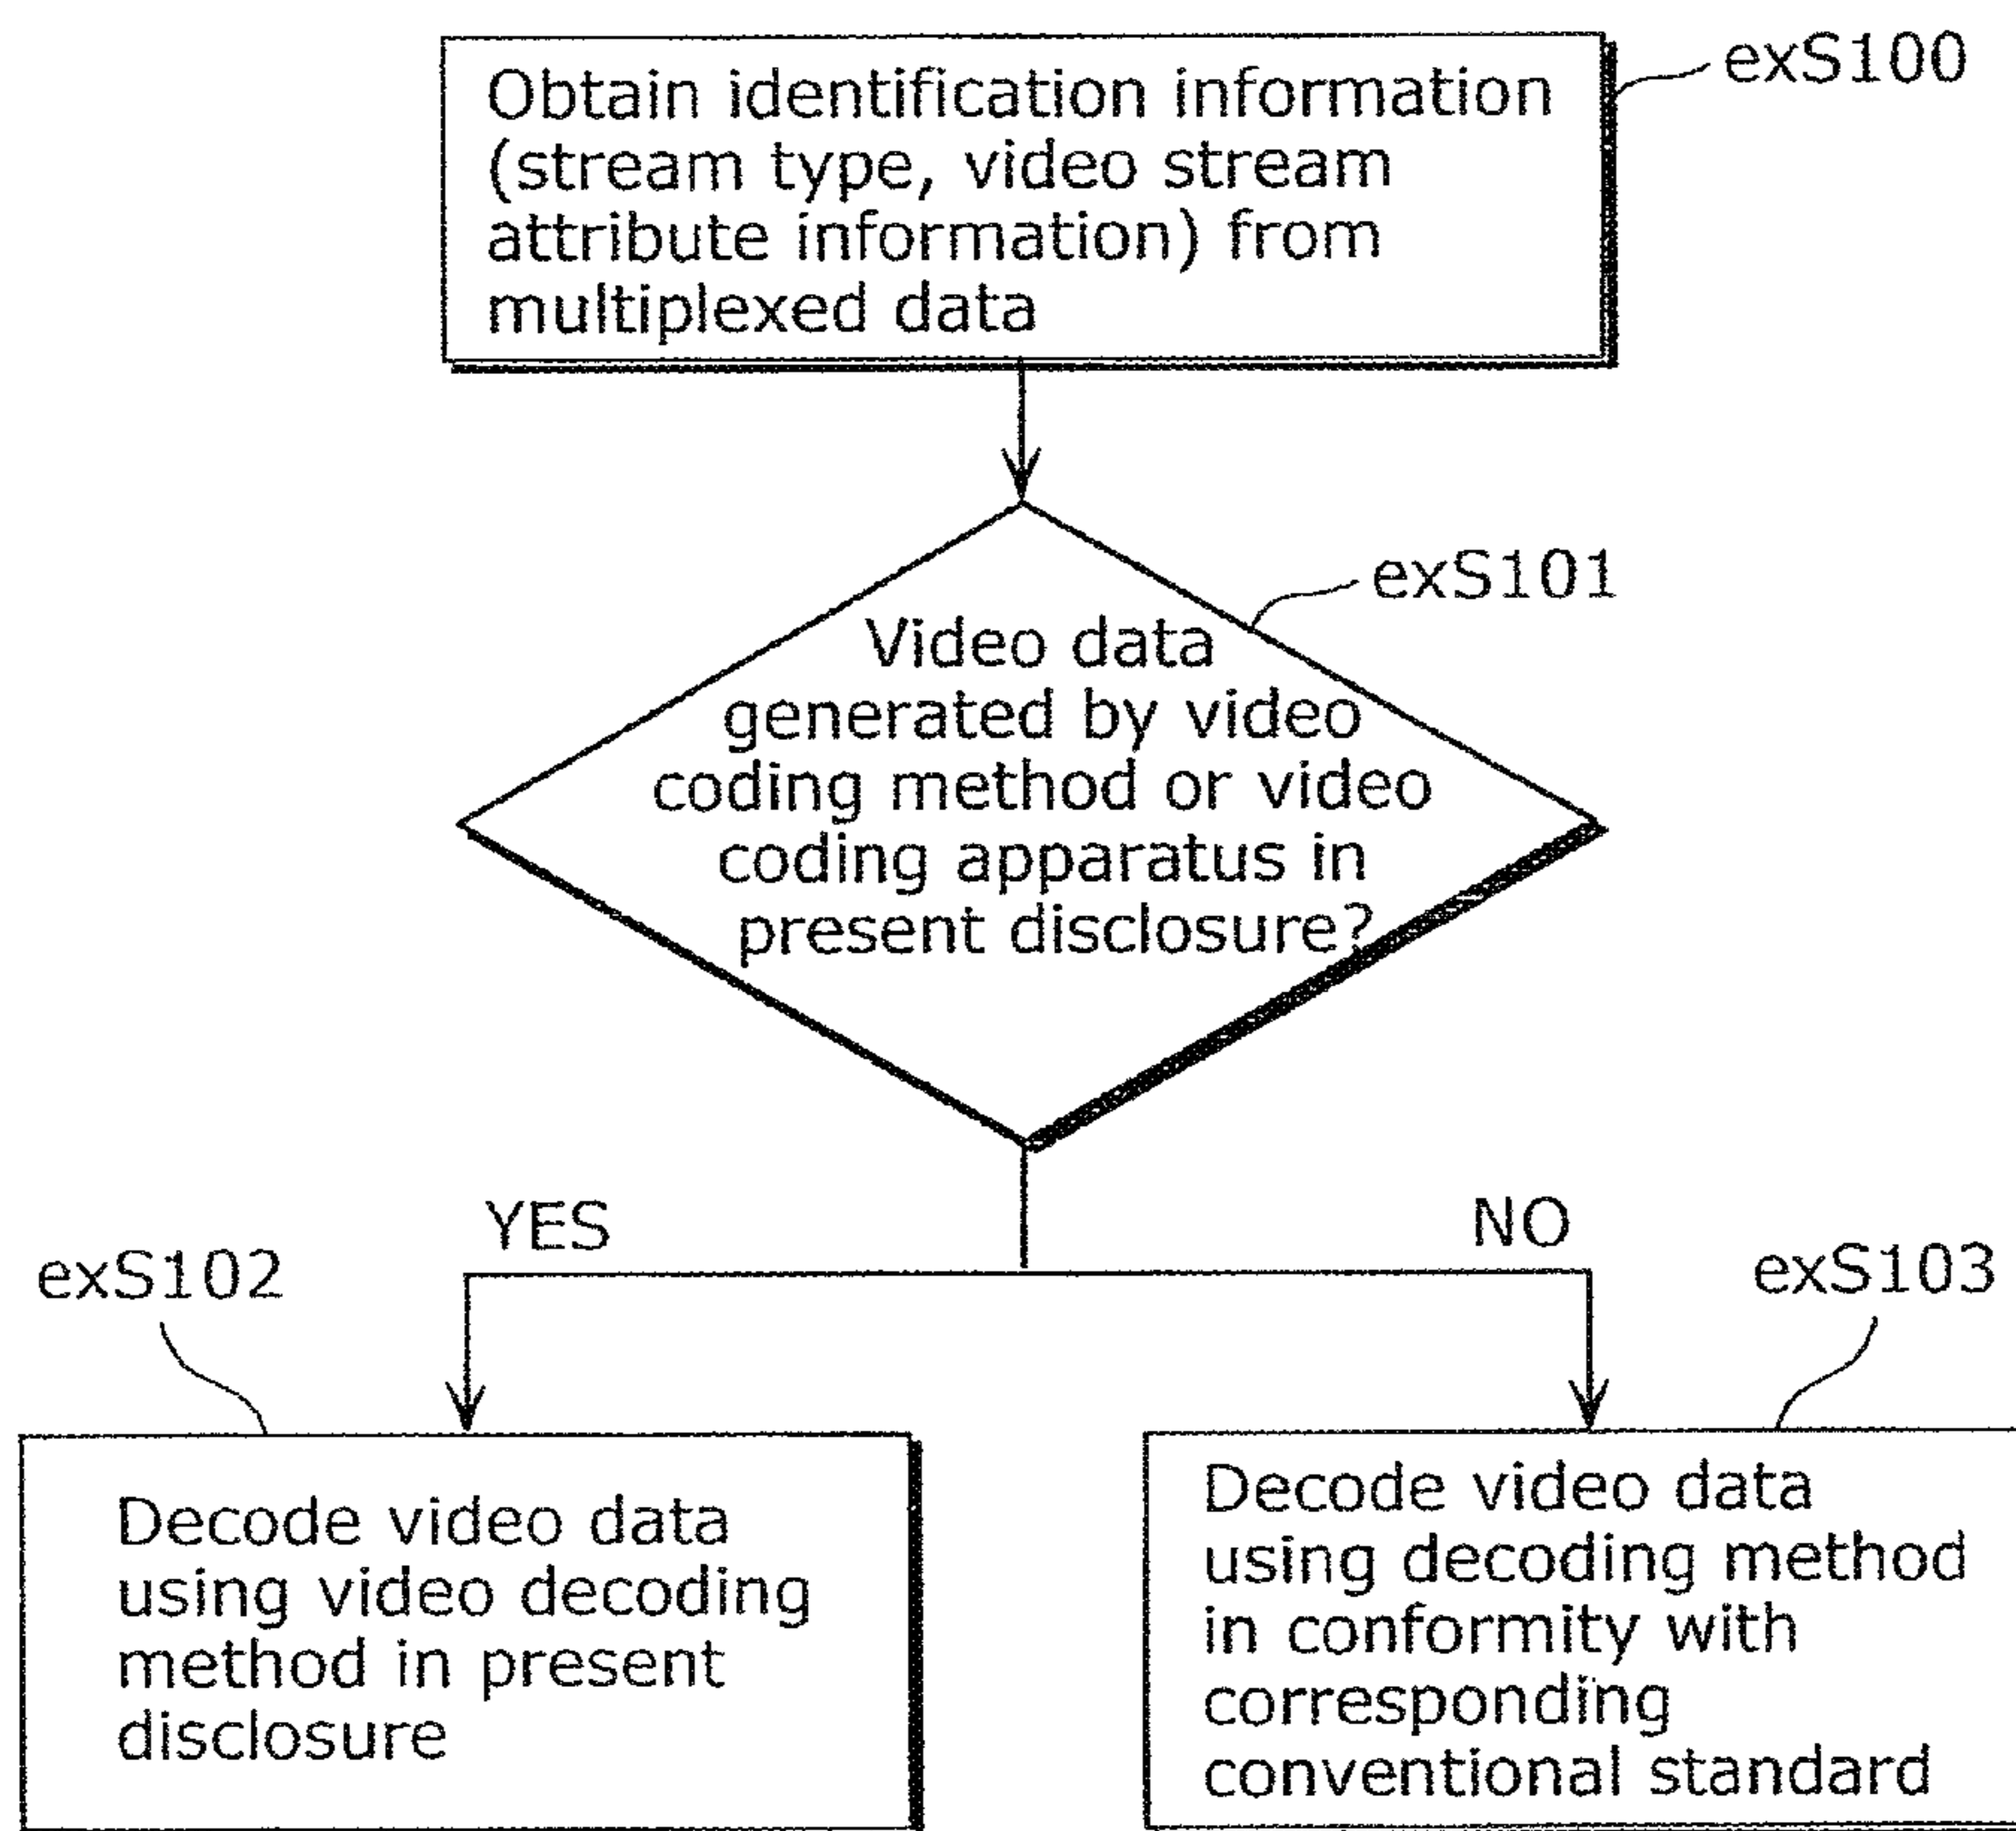 exS100
Obtain identification information
(stream type, video stream
attribute information) from
multiplexed data
exS101
Video data
generated by video
coding method or video
coding apparatus in
present disclosure?
YES
NO
exS102
exS103
Decode video data
using video decoding
method in present
disclosure
Decode video data
using decoding method
in conformity with
corresponding
conventional standard